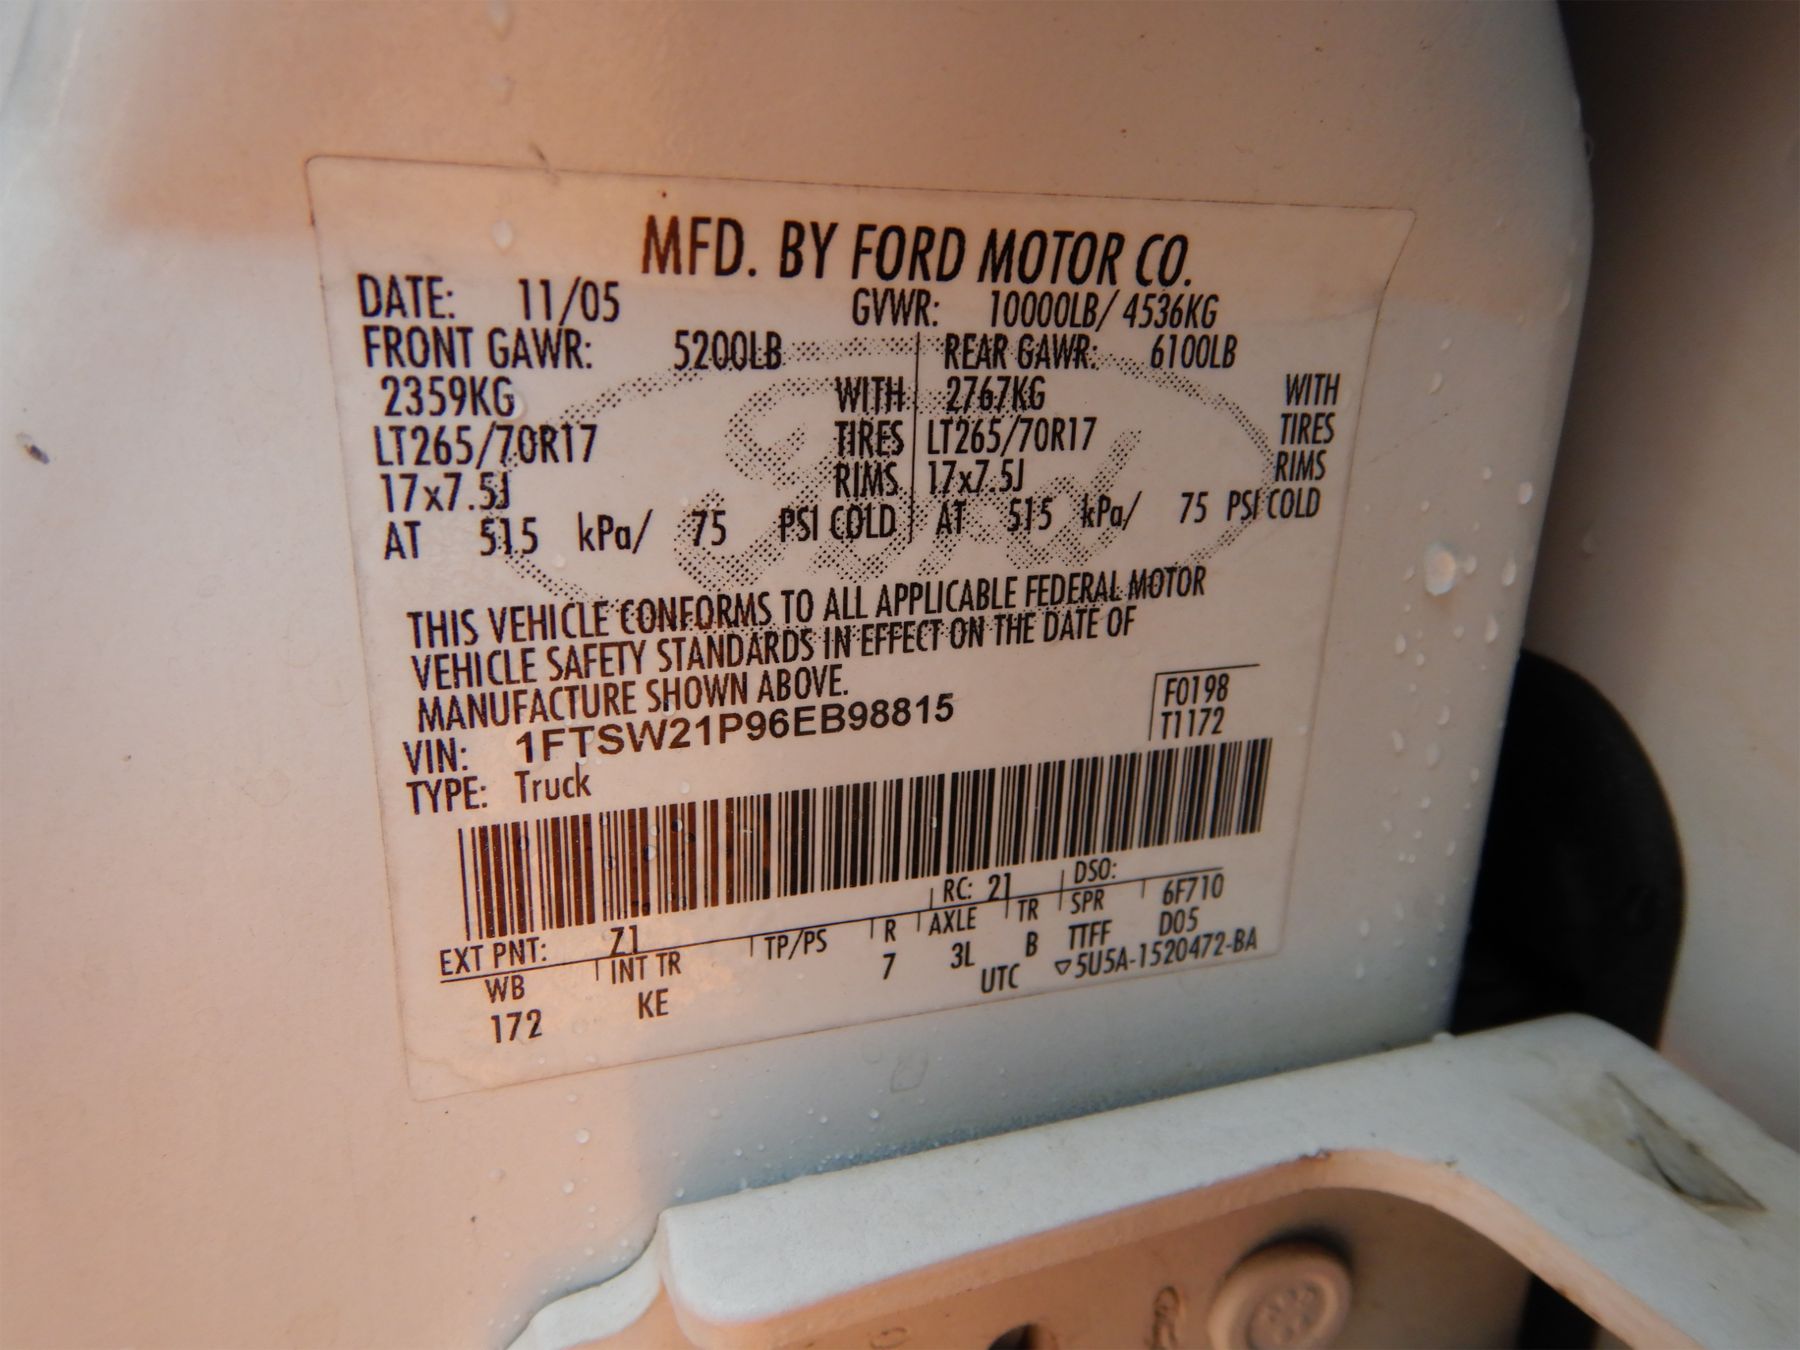 MFD. BY FORD MOTOR CO.
DATE: 11/05 GVWR: 10000LB/ 4536KG
FRONT GAWR: 5200LB REAR GAWR: 6100LB
2359KG WITH 2767KG WITH
LT265/70R17 TIRES LT265/70R17 TIRES
17x7.5J RIMS 17x7.5J RIMS
AT 515 kPa/ 75 PSI COLD AT 515 kPa/ 75 PSI COLD
Ford
THIS VEHICLE CONFORMS TO ALL APPLICABLE FEDERAL MOTOR
VEHICLE SAFETY STANDARDS IN EFFECT ON THE DATE OF
MANUFACTURE SHOWN ABOVE.
F0198
VIN: 1FTSW21P96EB98815 T1172
TYPE: Truck
EXT PNT: Z1 RC: 21 DSO:
WB INT TR TP/PS R AXLE TR SPR 6F710
172 KE 7 3L B TTFF D05
UTC ▽5U5A-1520472-BA